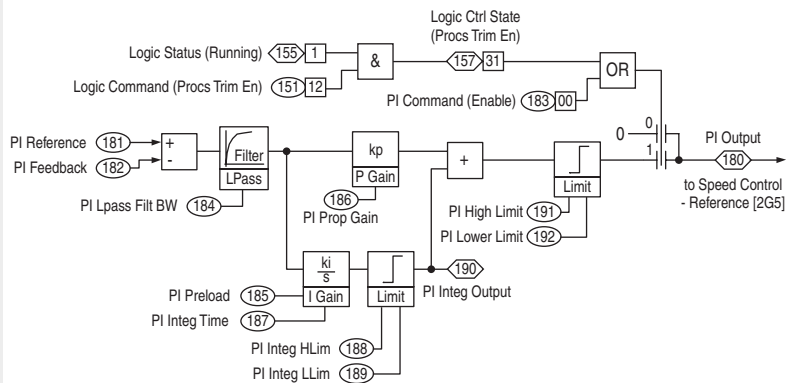 Logic Ctrl State
(Procs Trim En)
Logic Status (Running) 155 1
& 157 31
OR
Logic Command (Procs Trim En) 151 12
PI Command (Enable) 183 00
0 0
PI Reference 181 +
PI Feedback 182 -
Filter
LPass
kp
P Gain
+
1
PI Output
180
to Speed Control
- Reference [2G5]
Limit
PI Lpass Filt BW 184
186
PI Prop Gain
PI High Limit 191
PI Lower Limit 192
ki
s
I Gain
Limit
190
PI Integ Output
PI Preload 185
PI Integ Time 187
PI Integ HLim 188
PI Integ LLim 189